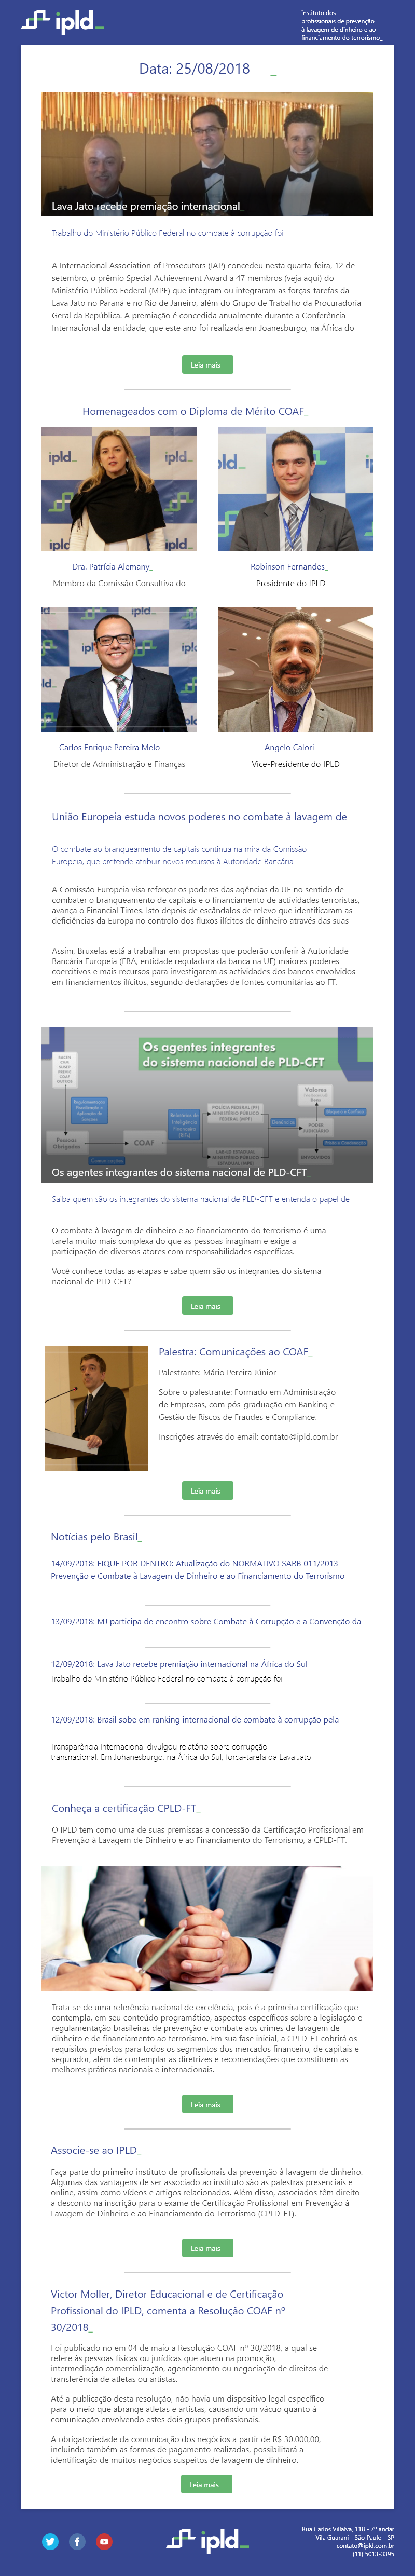 ipld_
instituto dos
profissionais de prevenção
à lavagem de dinheiro e ao
financiamento do terrorismo_
Data: 25/08/2018 _
Lava Jato recebe premiação internacional_
Trabalho do Ministério Público Federal no combate à corrupção foi
A Internacional Association of Prosecutors (IAP) concedeu nesta quarta-feira, 12 de
setembro, o prêmio Special Achievement Award a 47 membros (veja aqui) do
Ministério Público Federal (MPF) que integram ou integraram as forças-tarefas da
Lava Jato no Paraná e no Rio de Janeiro, além do Grupo de Trabalho da Procuradoria
Geral da República. A premiação é concedida anualmente durante a Conferência
Internacional da entidade, que este ano foi realizada em Joanesburgo, na África do
Leia mais
Homenageados com o Diploma de Mérito COAF_
Dra. Patrícia Alemany_
Robinson Fernandes_
Membro da Comissão Consultiva do
Presidente do IPLD
Carlos Enrique Pereira Melo_
Angelo Calori_
Diretor de Administração e Finanças
Vice-Presidente do IPLD
União Europeia estuda novos poderes no combate à lavagem de
O combate ao branqueamento de capitais continua na mira da Comissão
Europeia, que pretende atribuir novos recursos à Autoridade Bancária
A Comissão Europeia visa reforçar os poderes das agências da UE no sentido de
combater o branqueamento de capitais e o financiamento de actividades terroristas,
avança o Financial Times. Isto depois de escândalos de relevo que identificaram as
deficiências da Europa no controlo dos fluxos ilícitos de dinheiro através das suas
Assim, Bruxelas está a trabalhar em propostas que poderão conferir à Autoridade
Bancária Europeia (EBA, entidade reguladora da banca na UE) maiores poderes
coercitivos e mais recursos para investigarem as actividades dos bancos envolvidos
em financiamentos ilícitos, segundo declarações de fontes comunitárias ao FT.
Os agentes integrantes
do sistema nacional de PLD-CFT
Pessoas
Obrigadas
COAF
Relatórios de
Inteligência
Financeira
(RIFs)
POLÍCIA FEDERAL (PF)
MINISTÉRIO PÚBLICO
FEDERAL (MPF)
Denúncias
PODER
JUDICIÁRIO
Valores
Os agentes integrantes do sistema nacional de PLD-CFT_
Saiba quem são os integrantes do sistema nacional de PLD-CFT e entenda o papel de
O combate à lavagem de dinheiro e ao financiamento do terrorismo é uma
tarefa muito mais complexa do que as pessoas imaginam e exige a
participação de diversos atores com responsabilidades específicas.
Você conhece todas as etapas e sabe quem são os integrantes do sistema
nacional de PLD-CFT?
Leia mais
Palestra: Comunicações ao COAF_
Palestrante: Mário Pereira Júnior
Sobre o palestrante: Formado em Administração
de Empresas, com pós-graduação em Banking e
Gestão de Riscos de Fraudes e Compliance.
Inscrições através do email: contato@ipld.com.br
Leia mais
Notícias pelo Brasil_
14/09/2018: FIQUE POR DENTRO: Atualização do NORMATIVO SARB 011/2013 -
Prevenção e Combate à Lavagem de Dinheiro e ao Financiamento do Terrorismo
13/09/2018: MJ participa de encontro sobre Combate à Corrupção e a Convenção da
12/09/2018: Lava Jato recebe premiação internacional na África do Sul
Trabalho do Ministério Público Federal no combate à corrupção foi
12/09/2018: Brasil sobe em ranking internacional de combate à corrupção pela
Transparência Internacional divulgou relatório sobre corrupção
transnacional. Em Johanesburgo, na África do Sul, força-tarefa da Lava Jato
Conheça a certificação CPLD-FT_
O IPLD tem como uma de suas premissas a concessão da Certificação Profissional em
Prevenção à Lavagem de Dinheiro e ao Financiamento do Terrorismo, a CPLD-FT.
Trata-se de uma referência nacional de excelência, pois é a primeira certificação que
contempla, em seu conteúdo programático, aspectos específicos sobre a legislação e
regulamentação brasileiras de prevenção e combate aos crimes de lavagem de
dinheiro e de financiamento ao terrorismo. Em sua fase inicial, a CPLD-FT cobrirá os
requisitos previstos para todos os segmentos dos mercados financeiro, de capitais e
segurador, além de contemplar as diretrizes e recomendações que constituem as
melhores práticas nacionais e internacionais.
Leia mais
Associe-se ao IPLD_
Faça parte do primeiro instituto de profissionais da prevenção à lavagem de dinheiro.
Algumas das vantagens de ser associado ao instituto são as palestras presenciais e
online, assim como vídeos e artigos relacionados. Além disso, associados têm direito
a desconto na inscrição para o exame de Certificação Profissional em Prevenção à
Lavagem de Dinheiro e ao Financiamento do Terrorismo (CPLD-FT).
Leia mais
Victor Moller, Diretor Educacional e de Certificação
Profissional do IPLD, comenta a Resolução COAF nº
30/2018_
Foi publicado no em 04 de maio a Resolução COAF nº 30/2018, a qual se
refere às pessoas físicas ou jurídicas que atuem na promoção,
intermediação comercialização, agenciamento ou negociação de direitos de
transferência de atletas ou artistas.
Até a publicação desta resolução, não havia um dispositivo legal específico
para o meio que abrange atletas e artistas, causando um vácuo quanto à
comunicação envolvendo estes dois grupos profissionais.
A obrigatoriedade da comunicação dos negócios a partir de R$ 30.000,00,
incluindo também as formas de pagamento realizadas, possibilitará a
identificação de muitos negócios suspeitos de lavagem de dinheiro.
Leia mais
ipld_
Rua Carlos Villalva, 118 - 7º andar
Vila Guarani - São Paulo - SP
contato@ipld.com.br
(11) 5013-3395